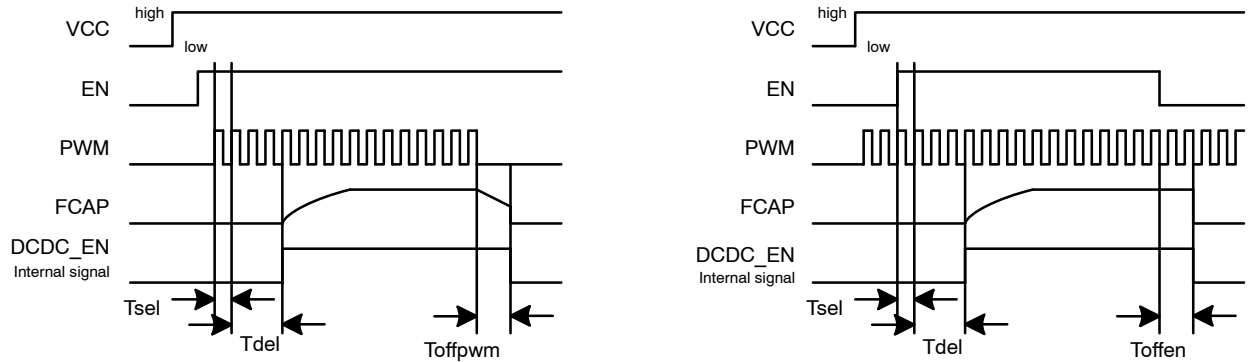 VCC
high
low
EN
PWM
FCAP
DCDC_EN
Internal signal
Tsel
Tdel
Toffpwm
VCC
high
low
EN
PWM
FCAP
DCDC_EN
Internal signal
Tsel
Tdel
Toffen